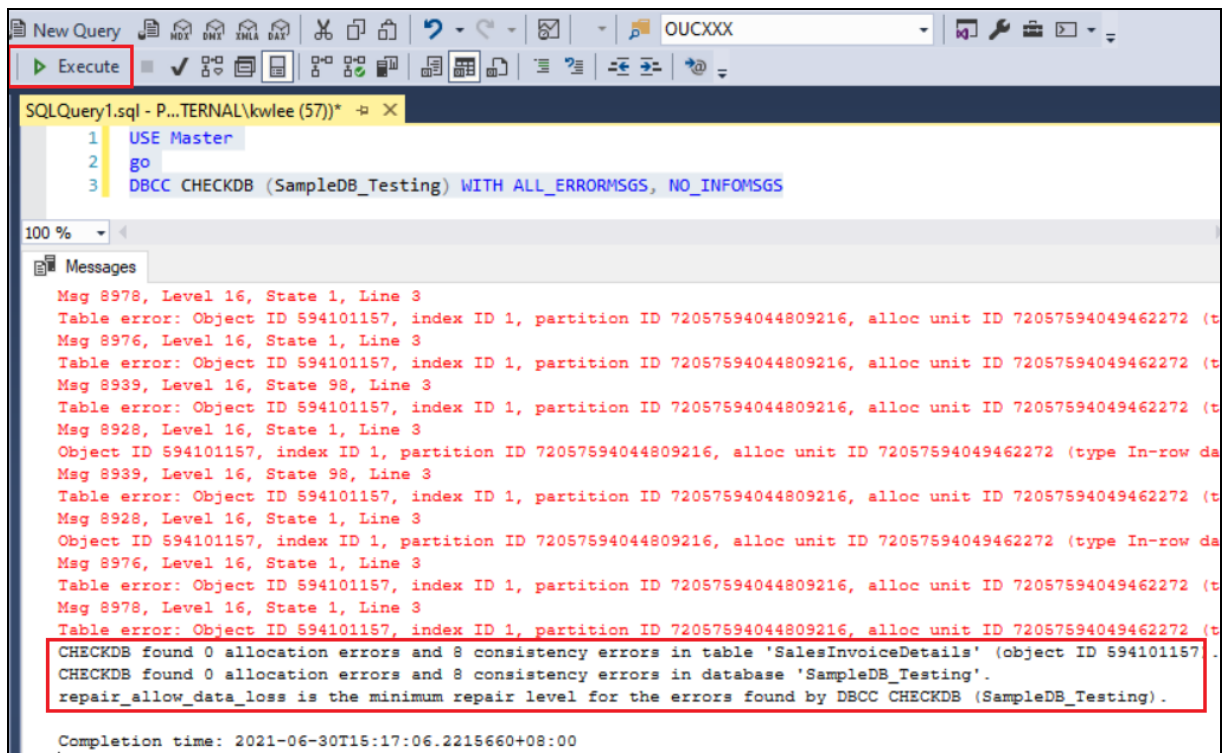 New Query MDX DMX XMLA DAX OUCXXX
Execute
SQLQuery1.sql - P...TERNAL\kwlee (57))*
1 USE Master
2 go
3 DBCC CHECKDB (SampleDB_Testing) WITH ALL_ERRORMSGS, NO_INFOMSGS
100 %
Messages
Msg 8978, Level 16, State 1, Line 3
Table error: Object ID 594101157, index ID 1, partition ID 72057594044809216, alloc unit ID 72057594049462272 (t
Msg 8976, Level 16, State 1, Line 3
Table error: Object ID 594101157, index ID 1, partition ID 72057594044809216, alloc unit ID 72057594049462272 (t
Msg 8939, Level 16, State 98, Line 3
Table error: Object ID 594101157, index ID 1, partition ID 72057594044809216, alloc unit ID 72057594049462272 (t
Msg 8928, Level 16, State 1, Line 3
Object ID 594101157, index ID 1, partition ID 72057594044809216, alloc unit ID 72057594049462272 (type In-row da
Msg 8939, Level 16, State 98, Line 3
Table error: Object ID 594101157, index ID 1, partition ID 72057594044809216, alloc unit ID 72057594049462272 (t
Msg 8928, Level 16, State 1, Line 3
Object ID 594101157, index ID 1, partition ID 72057594044809216, alloc unit ID 72057594049462272 (type In-row da
Msg 8976, Level 16, State 1, Line 3
Table error: Object ID 594101157, index ID 1, partition ID 72057594044809216, alloc unit ID 72057594049462272 (t
Msg 8978, Level 16, State 1, Line 3
Table error: Object ID 594101157, index ID 1, partition ID 72057594044809216, alloc unit ID 72057594049462272 (t
CHECKDB found 0 allocation errors and 8 consistency errors in table 'SalesInvoiceDetails' (object ID 594101157).
CHECKDB found 0 allocation errors and 8 consistency errors in database 'SampleDB_Testing'.
repair_allow_data_loss is the minimum repair level for the errors found by DBCC CHECKDB (SampleDB_Testing).
Completion time: 2021-06-30T15:17:06.2215660+08:00